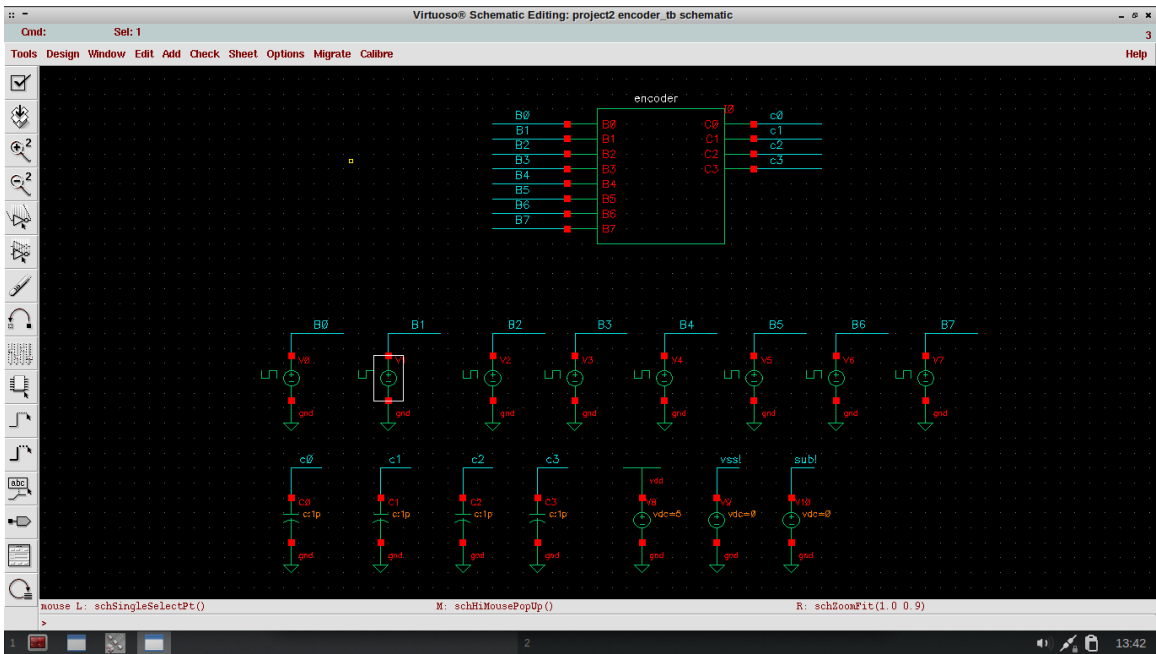 Virtuoso® Schematic Editing: project2 encoder_tb schematic
Cmd: Sel: 1
3
Tools Design Window Edit Add Check Sheet Options Migrate Calibre Help
encoder
B0 B0 C0 c0
B1 B1 C1 c1
B2 B2 C2 c2
B3 B3 C3 c3
B4 B4
B5 B5
B6 B6
B7 B7
2
2
abc
B0 B1 B2 B3 B4 B5 B6 B7
V0 V2 V3 V4 V5 V6 V7
gnd gnd gnd gnd gnd gnd gnd gnd
c0 c1 c2 c3 vss! sub!
vdd
C0 C1 C2 C3 V8 V9 V10
c:1p c:1p c:1p c:1p vdc=5 vdc=0 vdc=0
gnd gnd gnd gnd gnd gnd gnd
mouse L: schSingleSelectPt() M: schHiMousePopUp() R: schZoomFit(1.0 0.9)
>
1 2 13:42